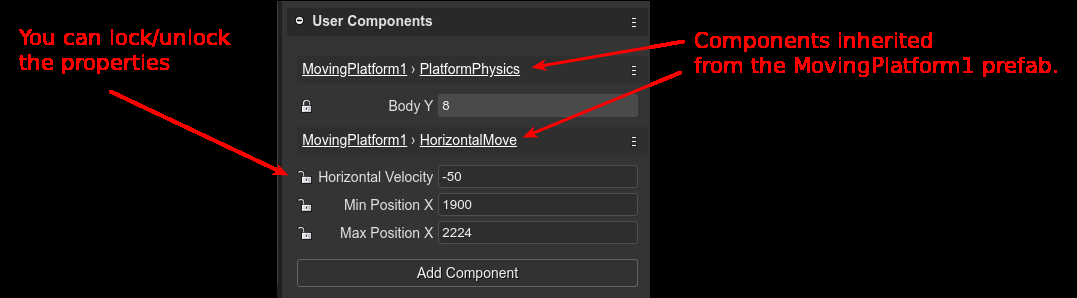 User Components
You can lock/unlock
the properties
Components inherited
from the MovingPlatform1 prefab.
MovingPlatform1 › PlatformPhysics
Body Y 8
MovingPlatform1 › HorizontalMove
Horizontal Velocity -50
Min Position X 1900
Max Position X 2224
Add Component